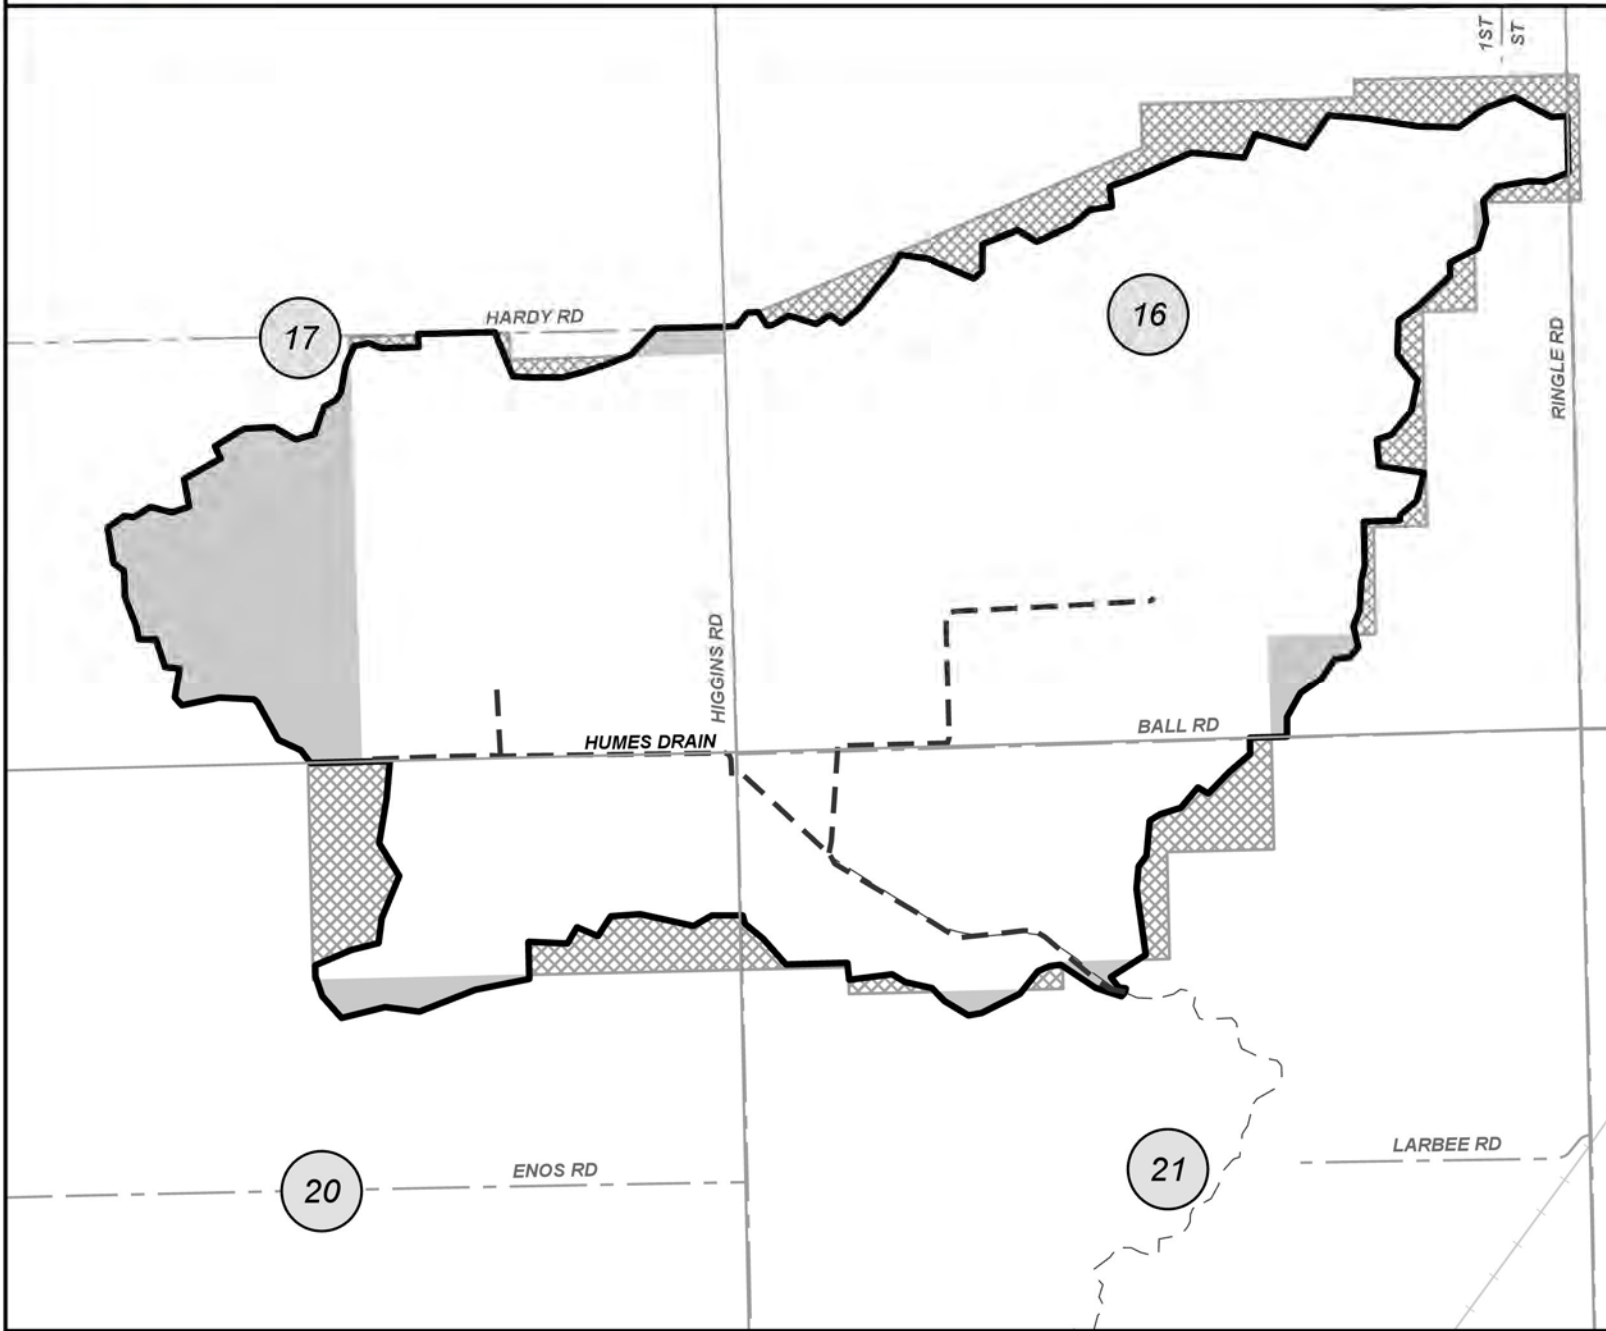 1ST
ST
HARDY RD
17
16
RINGLE RD
HIGGINS RD
BALL RD
HUMES DRAIN
ENOS RD
20
21
LARBEE RD